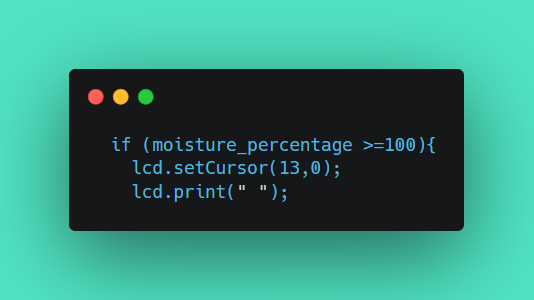 if (moisture_percentage >=100){
  lcd.setCursor(13,0);
  lcd.print(" ");